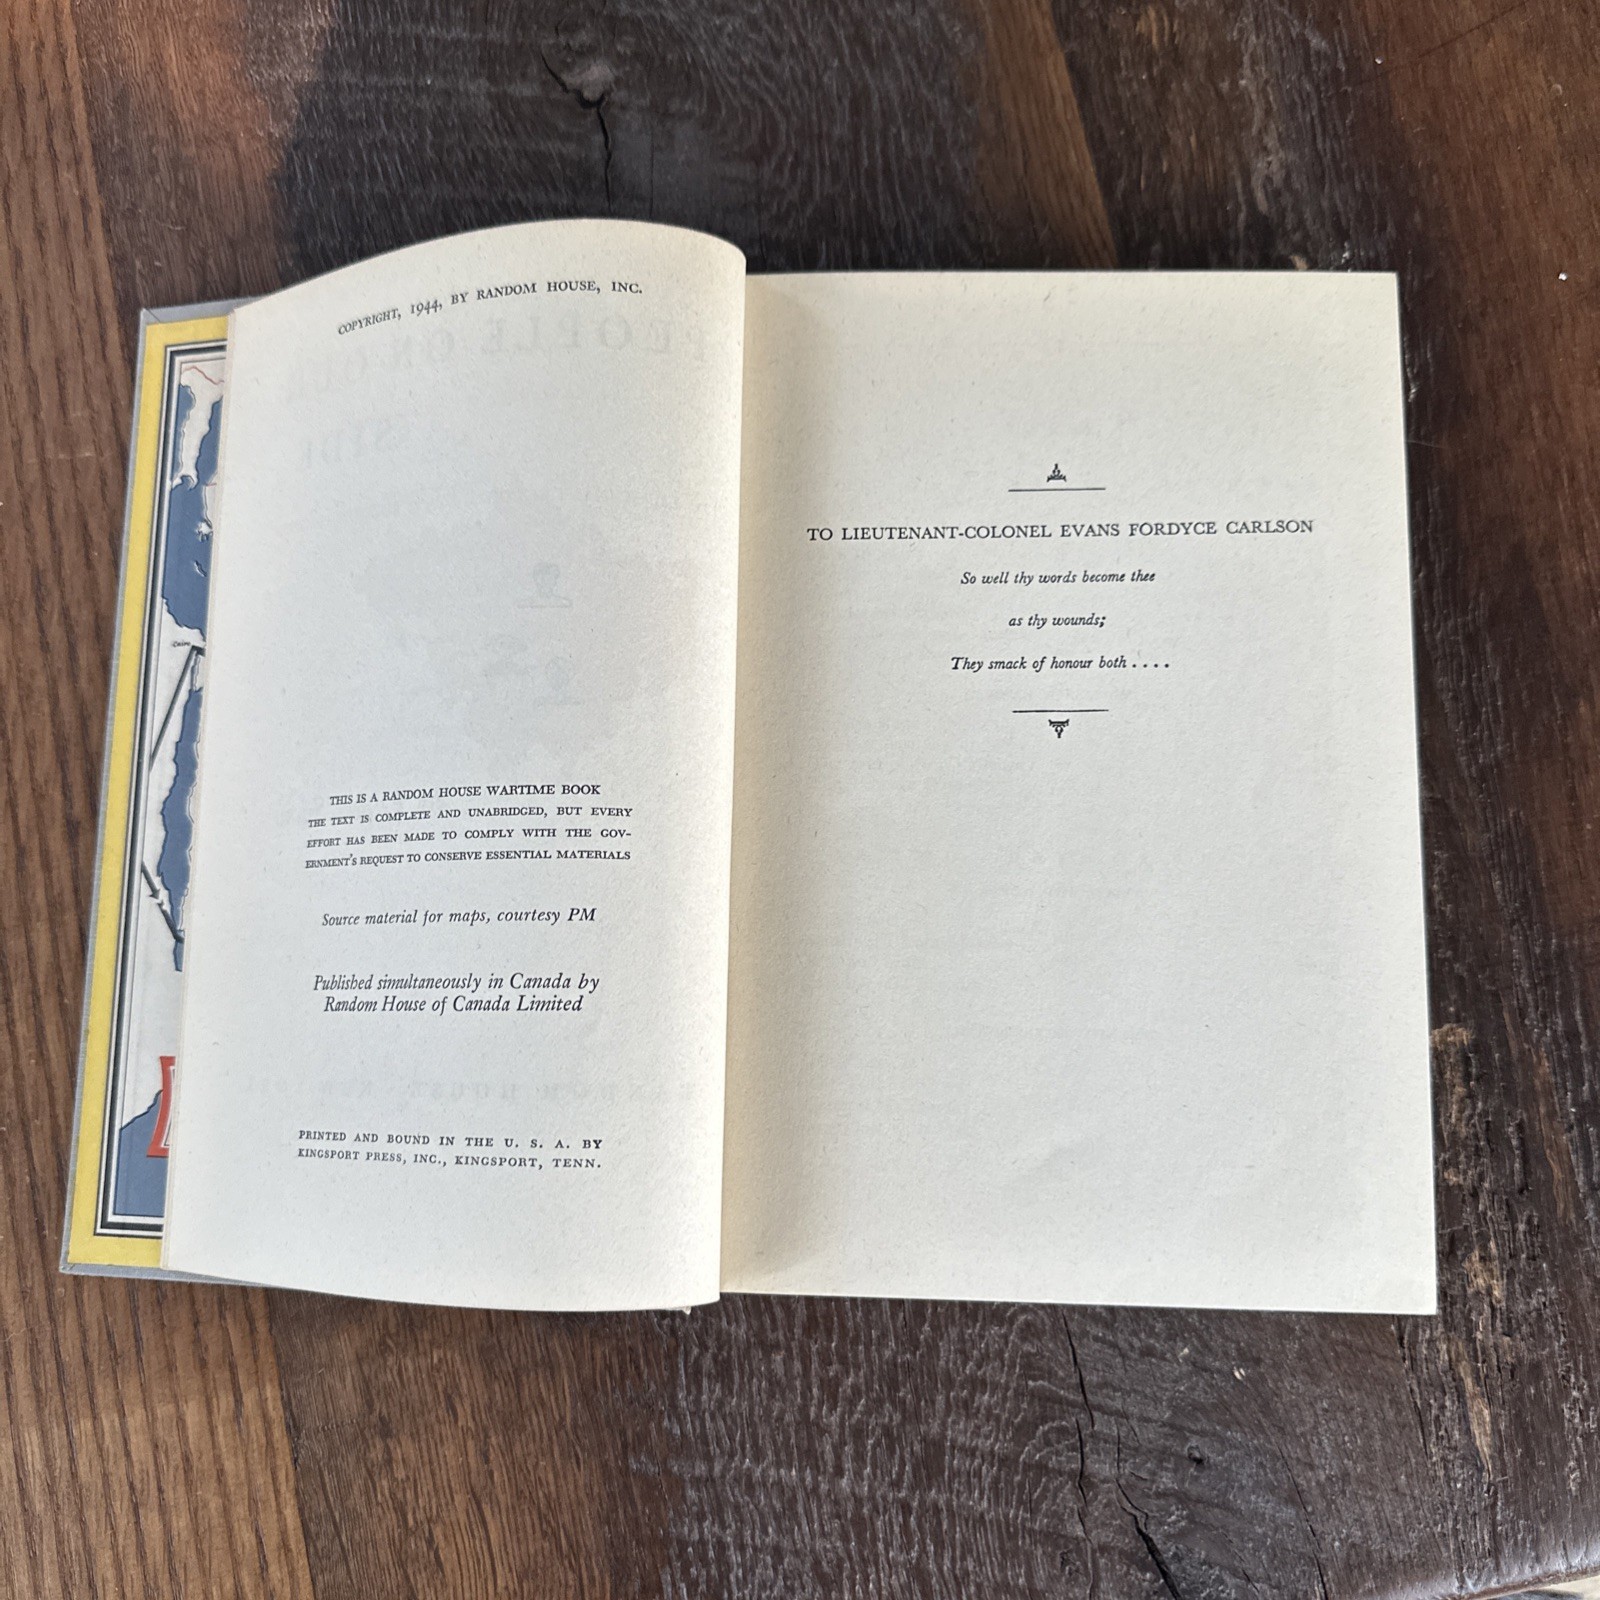 COPYRIGHT, 1944, BY RANDOM HOUSE, INC.
THIS IS A RANDOM HOUSE WARTIME BOOK
THE TEXT IS COMPLETE AND UNABRIDGED, BUT EVERY
EFFORT HAS BEEN MADE TO COMPLY WITH THE GOV-
ERNMENT'S REQUEST TO CONSERVE ESSENTIAL MATERIALS
Source material for maps, courtesy PM
Published simultaneously in Canada by
Random House of Canada Limited
PRINTED AND BOUND IN THE U. S. A. BY
KINGSPORT PRESS, INC., KINGSPORT, TENN.
Cairo
TO LIEUTENANT-COLONEL EVANS FORDYCE CARLSON
So well thy words become thee
as thy wounds;
They smack of honour both . . . .